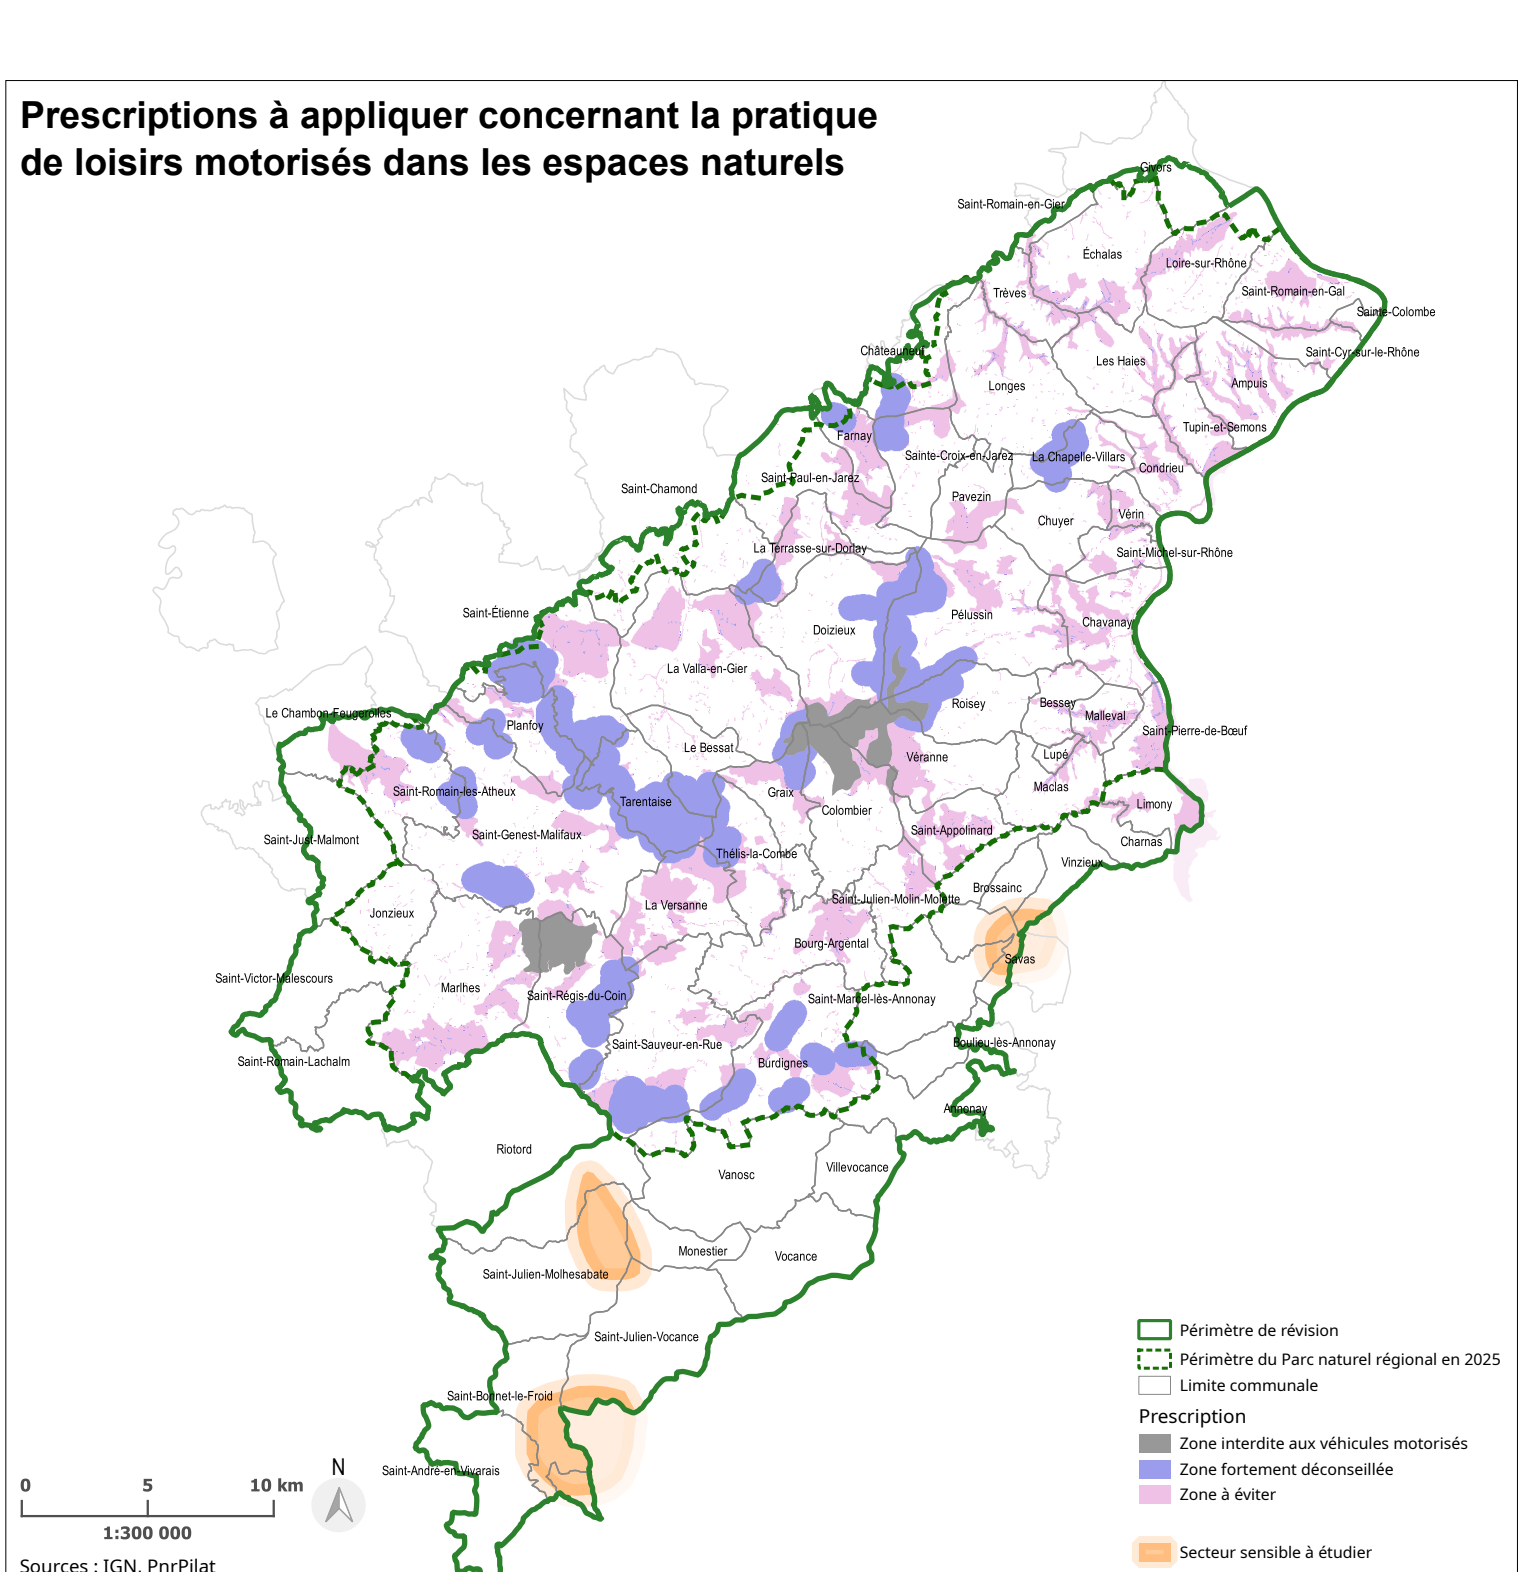 Prescriptions à appliquer concernant la pratique
de loisirs motorisés dans les espaces naturels
Givors
Saint-Romain-en-Gier
Échalas
Loire-sur-Rhône
Trèves
Saint-Romain-en-Gal
Sainte-Colombe
Châteauneuf
Saint-Cyr-sur-le-Rhône
Les Haies
Longes
Ampuis
Tupin-et-Semons
Farnay
Sainte-Croix-en-Jarez
La Chapelle-Villars
Condrieu
Saint-Paul-en-Jarez
Saint-Chamond
Pavezin
Vérin
Chuyer
La Terrasse-sur-Dorlay
Saint-Michel-sur-Rhône
Saint-Étienne
Pélussin
Chavanay
Doizieux
La Valla-en-Gier
Bessey
Roisey
Malleval
Le Chambon-Feugerolles
Planfoy
Saint-Pierre-de-Bœuf
Le Bessat
Véranne
Lupé
Maclas
Saint-Romain-les-Atheux
Graix
Tarentaise
Limony
Colombier
Saint-Genest-Malifaux
Saint-Appolinard
Saint-Just-Malmont
Charnas
Thélis-la-Combe
Vinzieux
Brossainc
Saint-Julien-Molin-Molette
La Versanne
Jonzieux
Bourg-Argental
Savas
Saint-Victor-Malescours
Marlhes
Saint-Régis-du-Coin
Saint-Marcel-lès-Annonay
Saint-Sauveur-en-Rue
Boulieu-lès-Annonay
Saint-Romain-Lachalm
Burdignes
Annonay
Riotord
Vanosc
Villevocance
Monestier
Vocance
Saint-Julien-Molhesabate
Saint-Julien-Vocance
Saint-Bonnet-le-Froid
Saint-André-en-Vivarais
Périmètre de révision
Périmètre du Parc naturel régional en 2025
Limite communale
Prescription
Zone interdite aux véhicules motorisés
Zone fortement déconseillée
Zone à éviter
Secteur sensible à étudier
N
0 5 10 km
1:300 000
Sources : IGN, PnrPilat